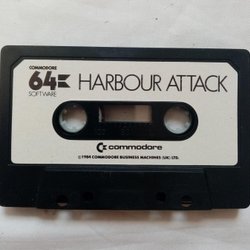 COMMODORE
64 HARBOUR ATTACK
SOFTWARE
commodore
©1984 COMMODORE BUSINESS MACHINES (UK) LTD.